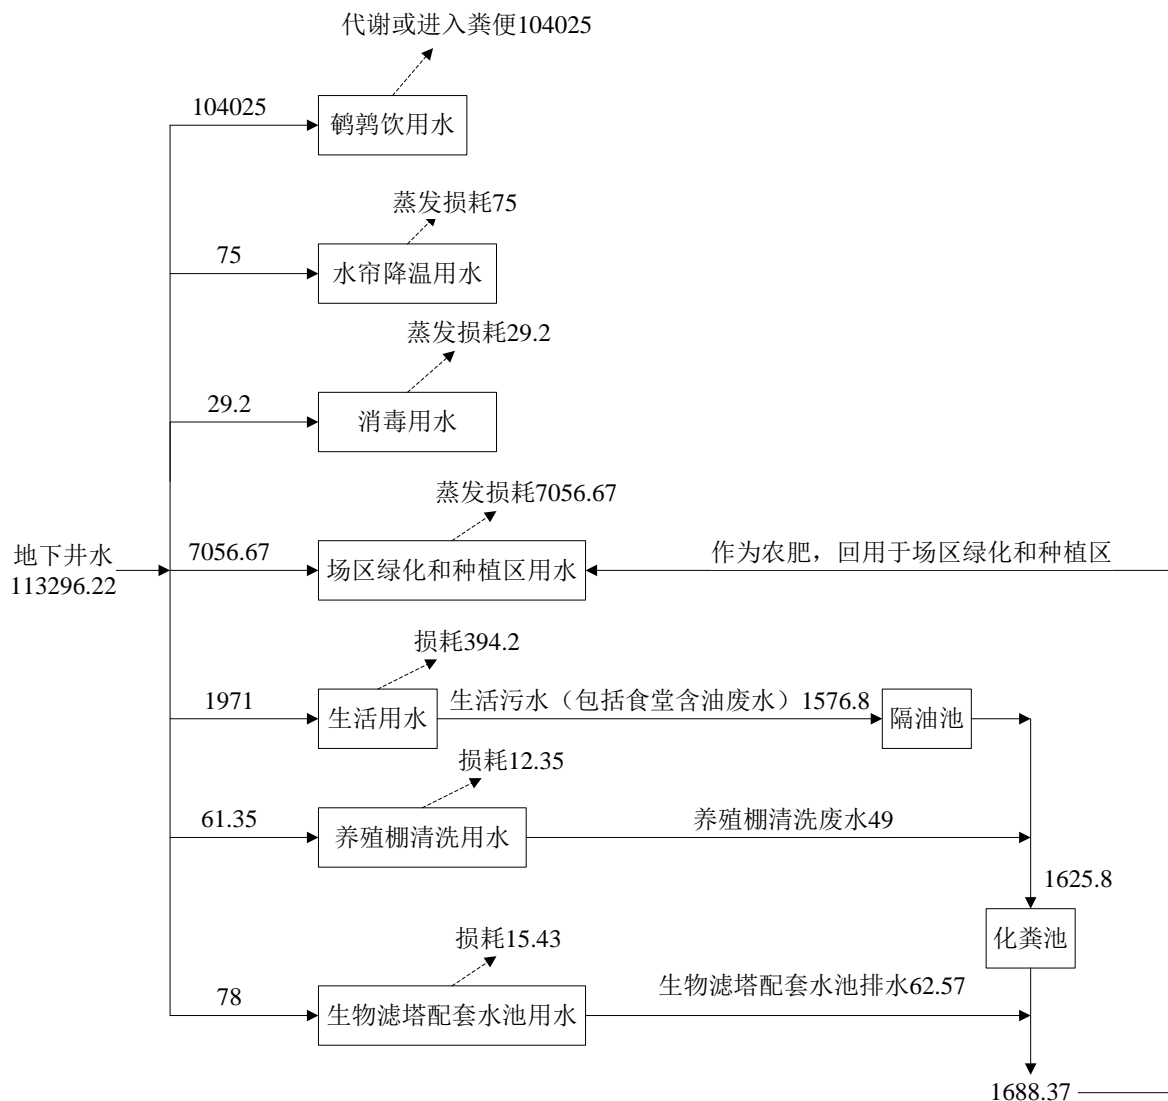 代谢或进入粪便104025
104025
鹌鹑饮用水
蒸发损耗75
75
水帘降温用水
蒸发损耗29.2
29.2
消毒用水
蒸发损耗7056.67
地下井水
113296.22
7056.67
场区绿化和种植区用水
作为农肥，回用于场区绿化和种植区
损耗394.2
1971
生活用水
生活污水（包括食堂含油废水）1576.8
隔油池
损耗12.35
61.35
养殖棚清洗用水
养殖棚清洗废水49
1625.8
化粪池
损耗15.43
78
生物滤塔配套水池用水
生物滤塔配套水池排水62.57
1688.37